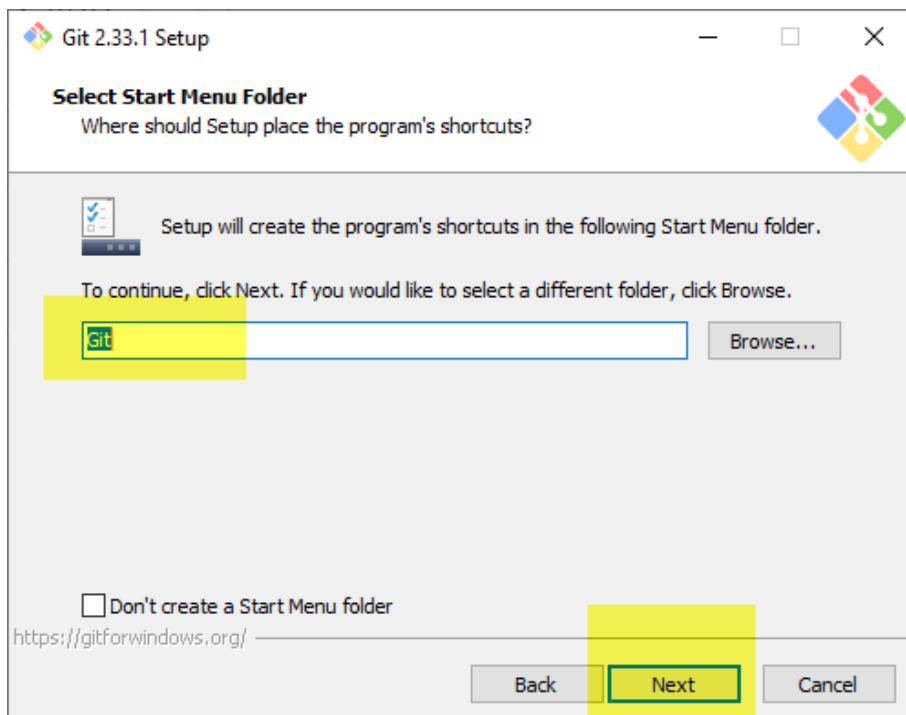 Git 2.33.1 Setup
Select Start Menu Folder
Where should Setup place the program's shortcuts?
Setup will create the program's shortcuts in the following Start Menu folder.
To continue, click Next. If you would like to select a different folder, click Browse.
Git
Browse...
Don't create a Start Menu folder
https://gitforwindows.org/
Back
Next
Cancel